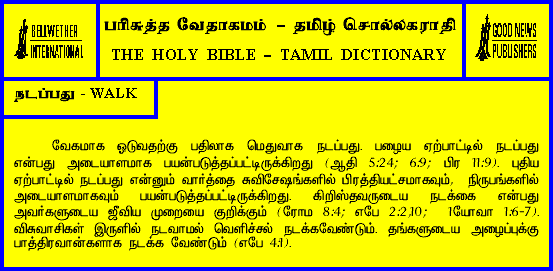 BELLWETHER
INTERNATIONAL
பரிசுத்த வேதாகமம் - தமிழ் சொல்லகராதி
THE HOLY BIBLE - TAMIL DICTIONARY
GOOD NEWS
PUBLISHERS
நடப்பது - WALK
வேகமாக ஓடுவதற்கு பதிலாக மெதுவாக நடப்பது. பழைய ஏற்பாட்டில் நடப்பது
என்பது அடையாளமாக பயன்படுத்தப்பட்டிருக்கிறது (ஆதி 5:24; 6:9; பிர 11:9). புதிய
ஏற்பாட்டில் நடப்பது என்னும் வார்த்தை சுவிசேஷங்களில் பிரத்தியட்சமாகவும், நிருபங்களில்
அடையாளமாகவும் பயன்படுத்தப்பட்டிருக்கிறது. கிறிஸ்தவருடைய நடக்கை என்பது
அவர்களுடைய ஜீவிய முறையை குறிக்கும் (ரோம 8:4; எபே 2:2,10; 1யோவா 1:6-7).
விசுவாசிகள் இருளில் நடவாமல் வெளிச்சல் நடக்கவேண்டும். தங்களுடைய அழைப்புக்கு
பாத்திரவான்களாக நடக்க வேண்டும் (எபே 4:1).